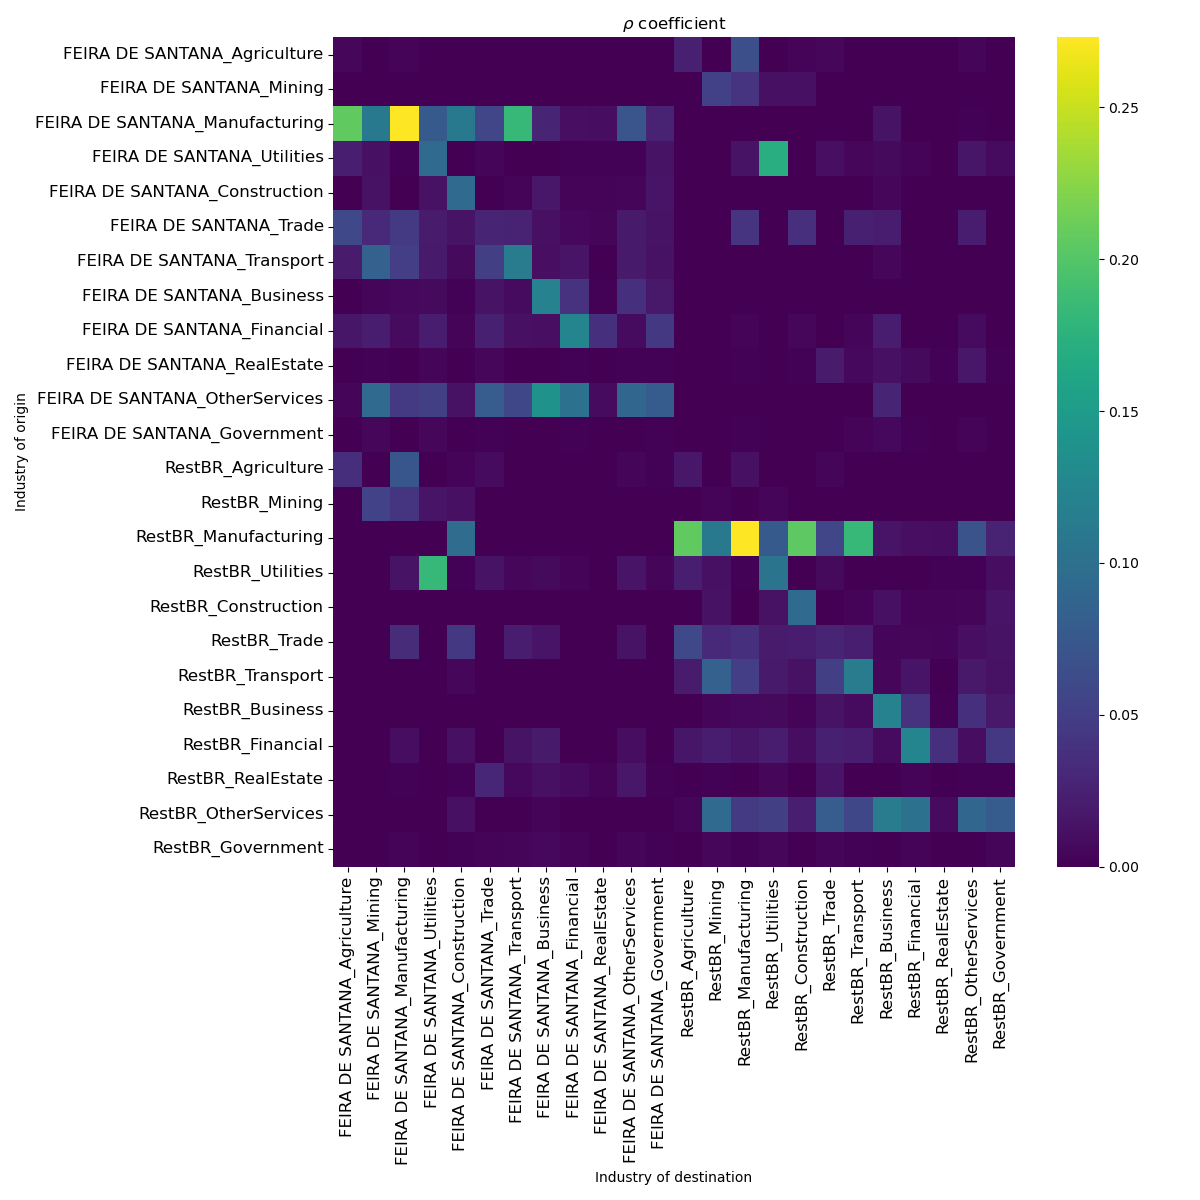 ρ coefficient
FEIRA DE SANTANA_Agriculture
FEIRA DE SANTANA_Mining
FEIRA DE SANTANA_Manufacturing
FEIRA DE SANTANA_Utilities
FEIRA DE SANTANA_Construction
FEIRA DE SANTANA_Trade
FEIRA DE SANTANA_Transport
FEIRA DE SANTANA_Business
FEIRA DE SANTANA_Financial
FEIRA DE SANTANA_RealEstate
FEIRA DE SANTANA_OtherServices
FEIRA DE SANTANA_Government
RestBR_Agriculture
RestBR_Mining
RestBR_Manufacturing
RestBR_Utilities
RestBR_Construction
RestBR_Trade
RestBR_Transport
RestBR_Business
RestBR_Financial
RestBR_RealEstate
RestBR_OtherServices
RestBR_Government
Industry of origin
FEIRA DE SANTANA_Agriculture
FEIRA DE SANTANA_Mining
FEIRA DE SANTANA_Manufacturing
FEIRA DE SANTANA_Utilities
FEIRA DE SANTANA_Construction
FEIRA DE SANTANA_Trade
FEIRA DE SANTANA_Transport
FEIRA DE SANTANA_Business
FEIRA DE SANTANA_Financial
FEIRA DE SANTANA_RealEstate
FEIRA DE SANTANA_OtherServices
FEIRA DE SANTANA_Government
RestBR_Agriculture
RestBR_Mining
RestBR_Manufacturing
RestBR_Utilities
RestBR_Construction
RestBR_Trade
RestBR_Transport
RestBR_Business
RestBR_Financial
RestBR_RealEstate
RestBR_OtherServices
RestBR_Government
Industry of destination
0.25
0.20
0.15
0.10
0.05
0.00